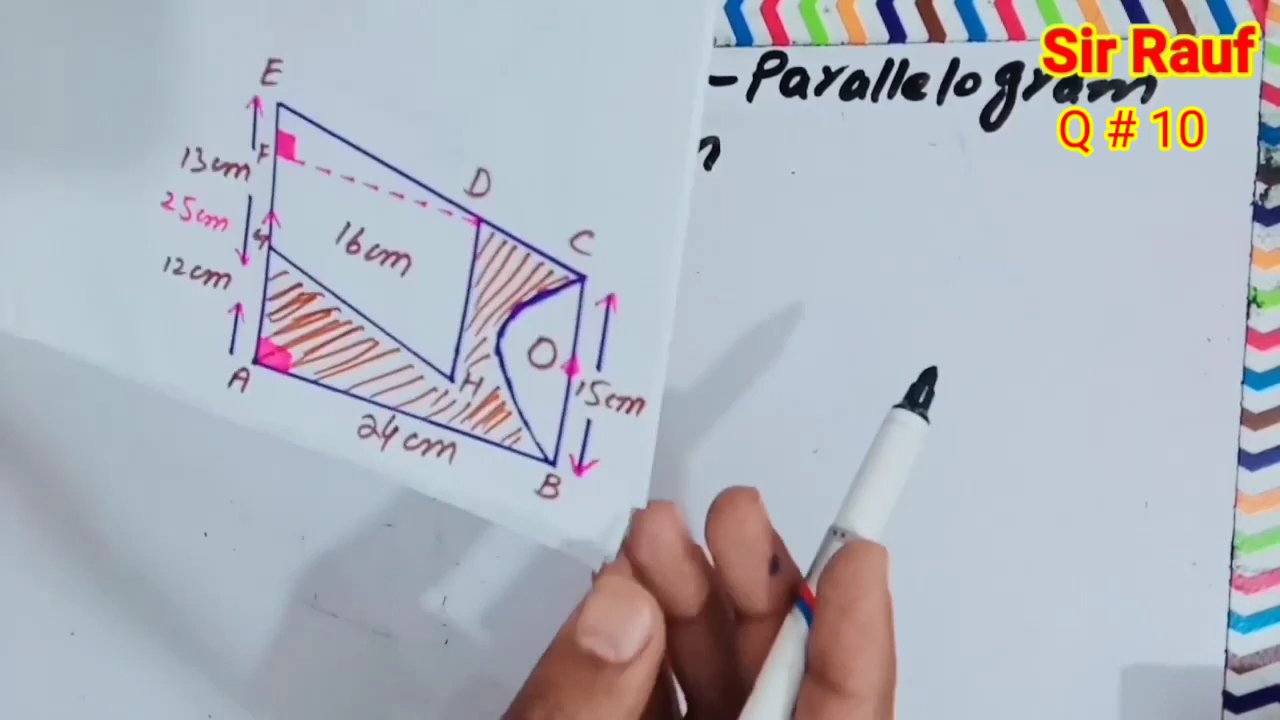 Sir Rauf
Q # 10
- Parallelogram
E
F
13cm
25cm
G
12cm
A
16cm
D
C
O
H
15cm
24cm
B